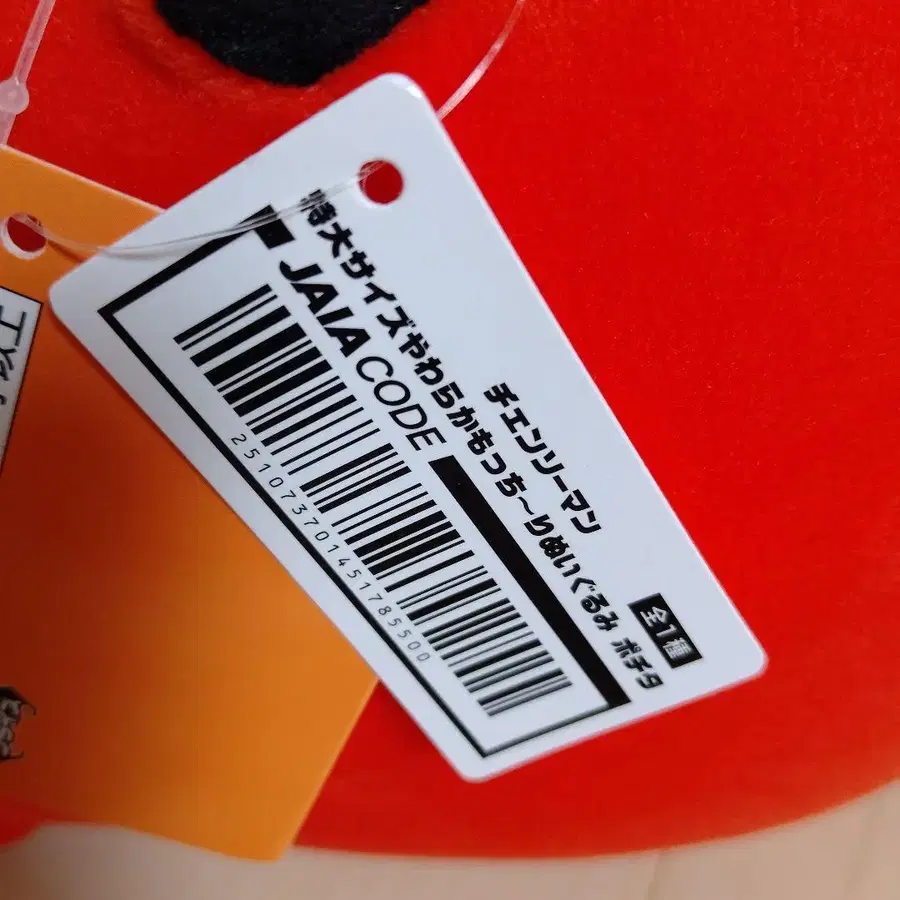 チェンソーマン
特大サイズやわらかもっち～りぬいぐるみ ポチタ
全1種
JAIA CODE
251073701451785500